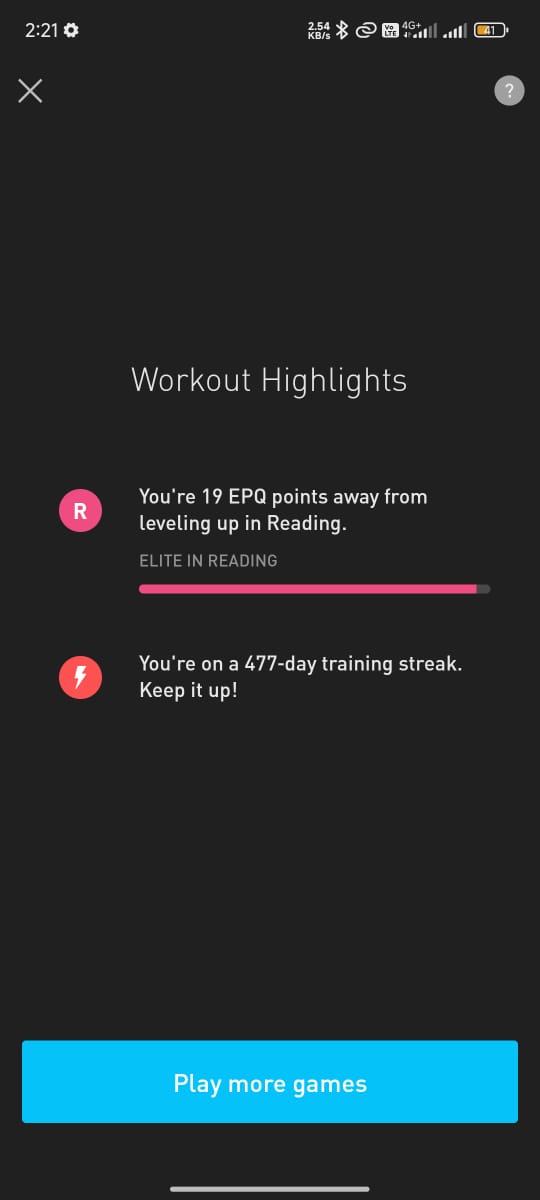 2:21
2.54
KB/s
Vo
LTE
4G+
41
?
Workout Highlights
R
You're 19 EPQ points away from
leveling up in Reading.
ELITE IN READING
You're on a 477-day training streak.
Keep it up!
Play more games